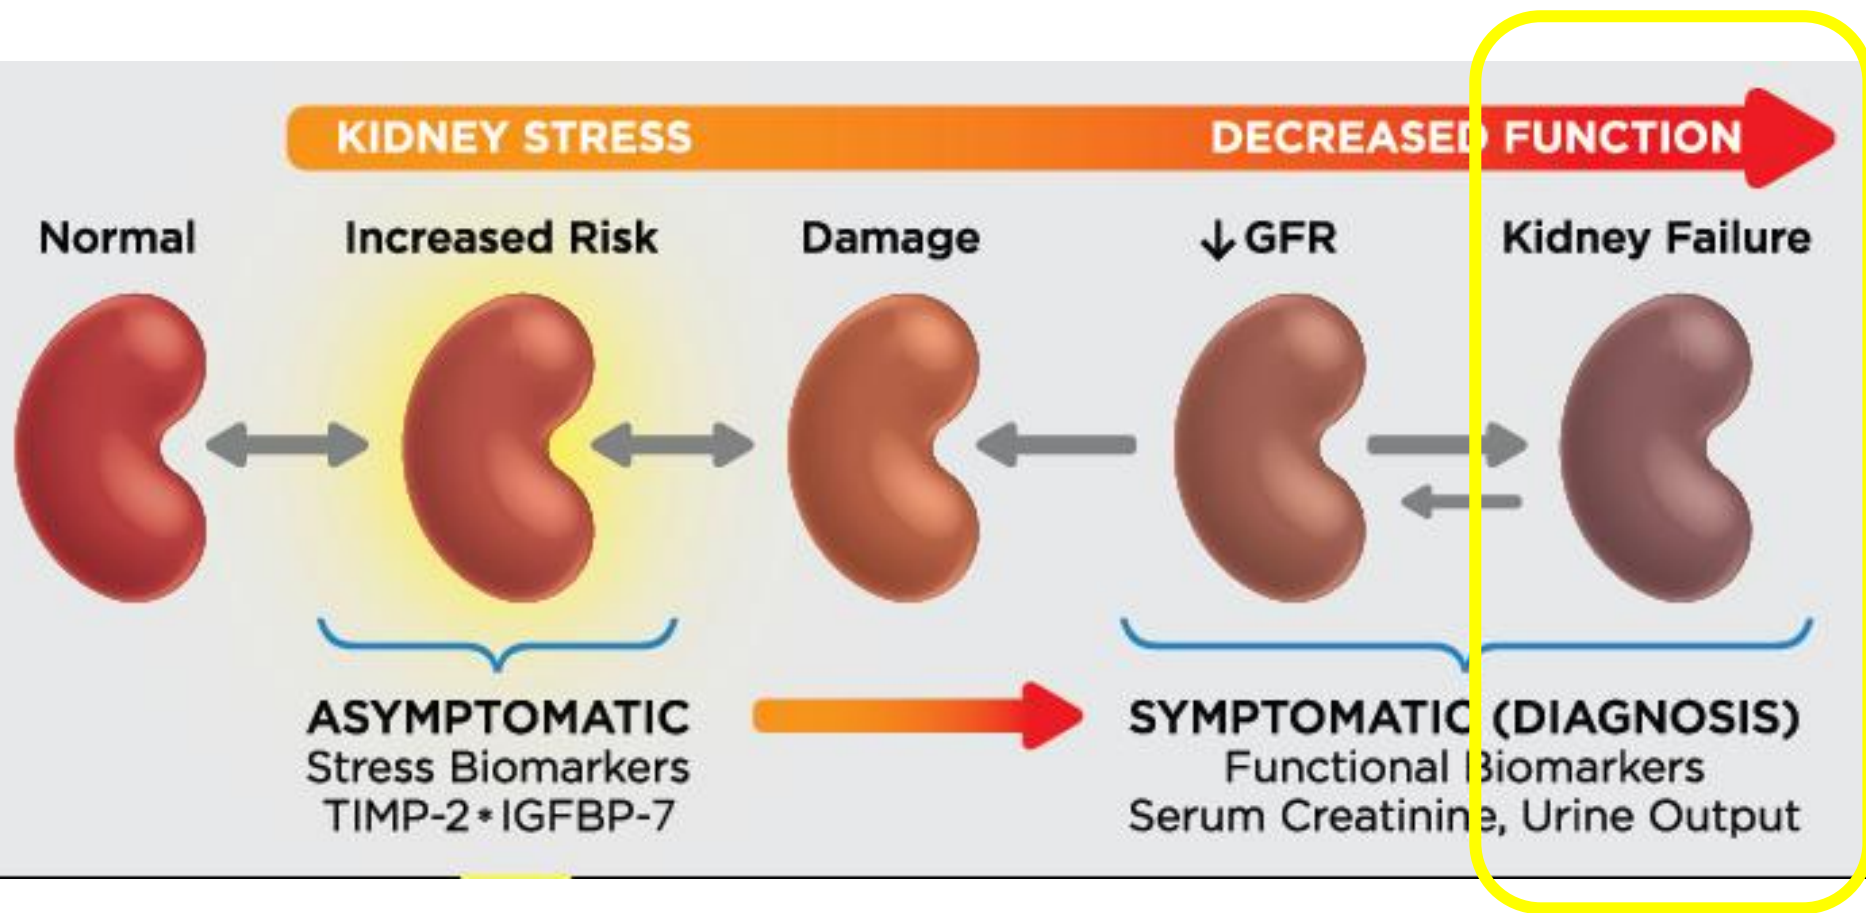 KIDNEY STRESS
DECREASED FUNCTION
Normal
Increased Risk
Damage
↓ GFR
Kidney Failure
ASYMPTOMATIC
Stress Biomarkers
TIMP-2 * IGFBP-7
SYMPTOMATIC (DIAGNOSIS)
Functional Biomarkers
Serum Creatinine, Urine Output